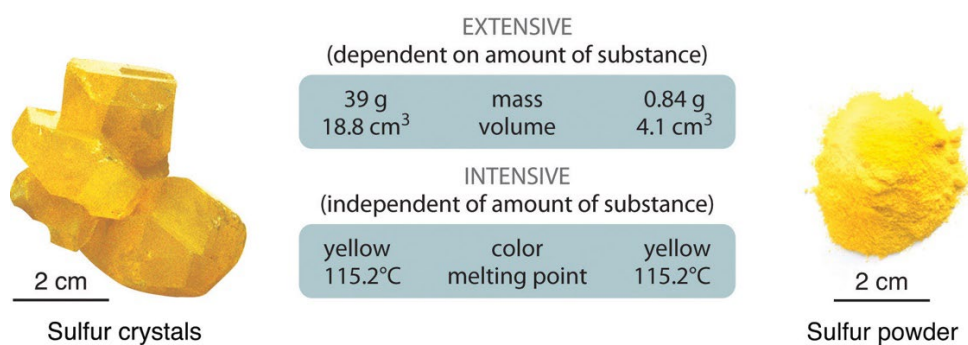 EXTENSIVE
(dependent on amount of substance)
39 g mass 0.84 g
18.8 cm³ volume 4.1 cm³
INTENSIVE
(independent of amount of substance)
yellow color yellow
115.2°C melting point 115.2°C
2 cm 2 cm
Sulfur crystals Sulfur powder